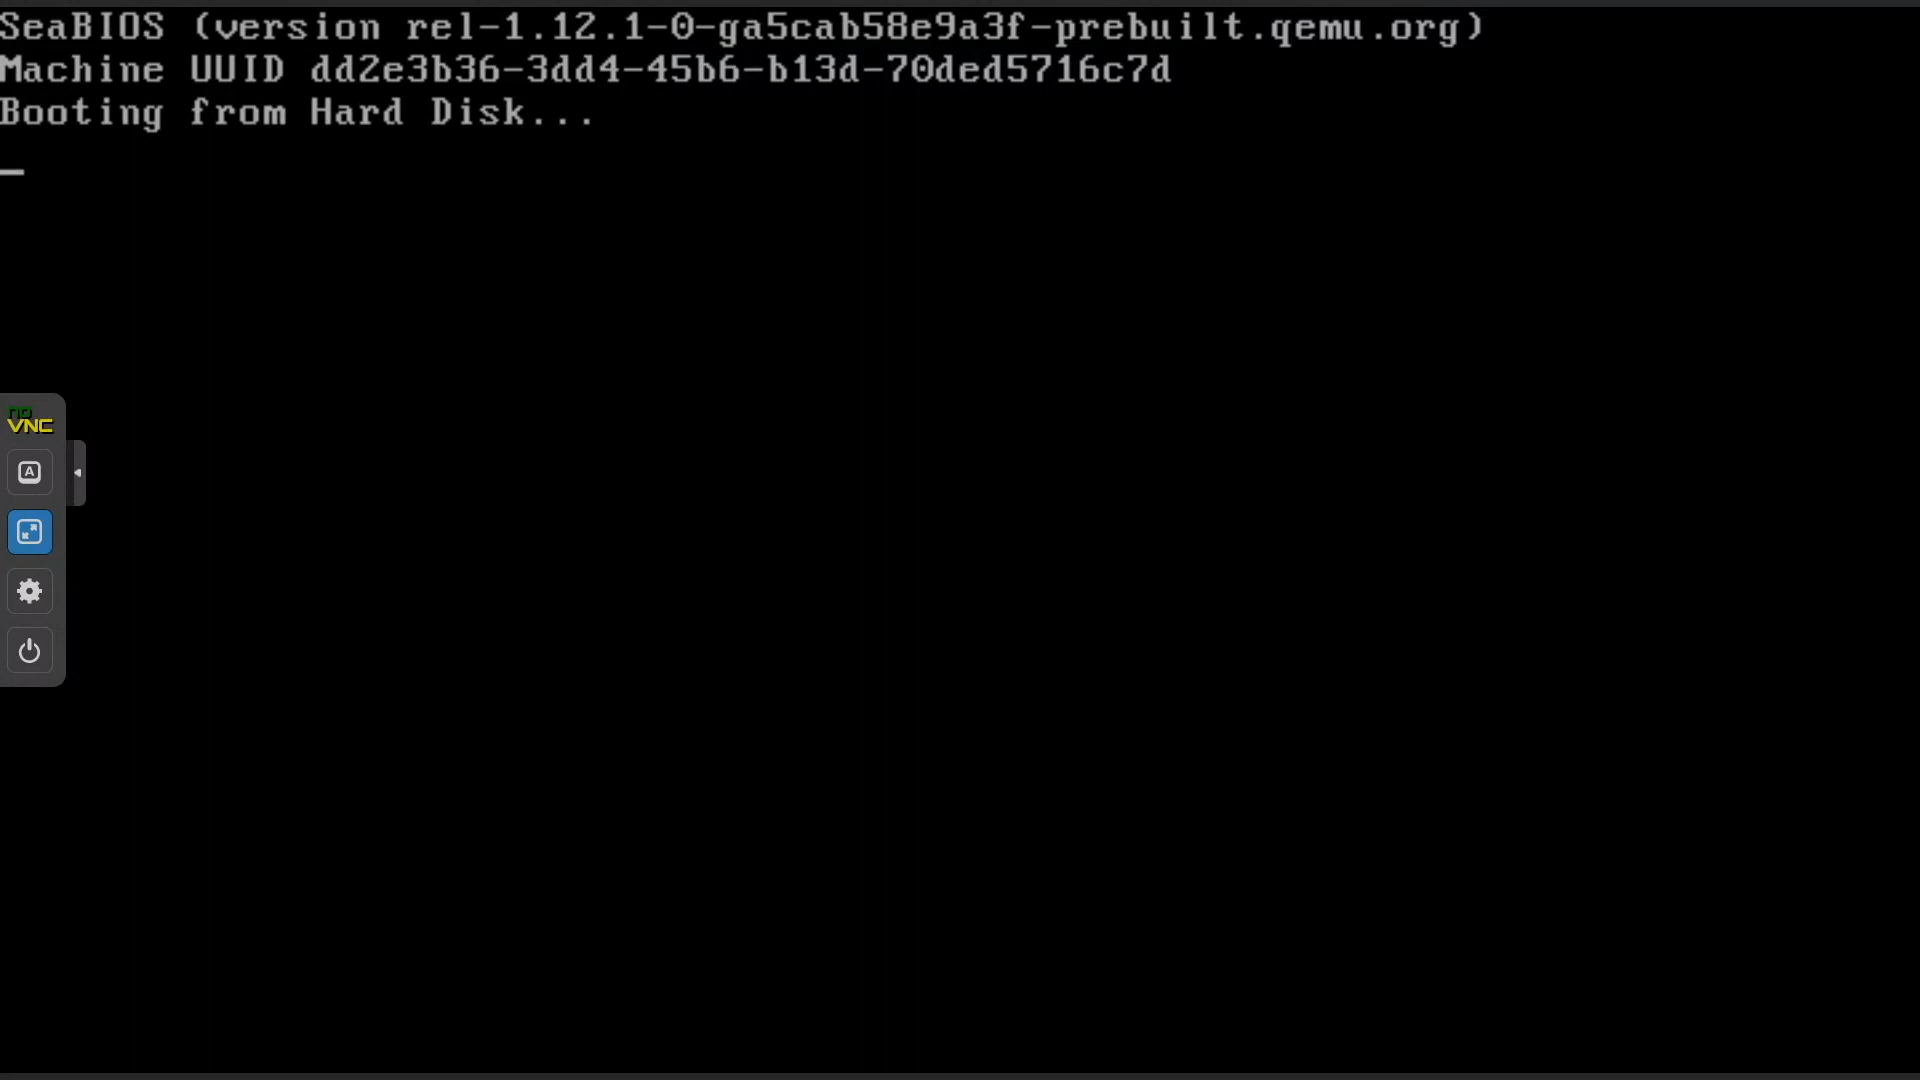 SeaBIOS (version rel-1.12.1-0-ga5cab58e9a3f-prebuilt.qemu.org)
Machine UUID dd2e3b36-3dd4-45b6-b13d-70ded5716c7d
Booting from Hard Disk...
no
VNC
A